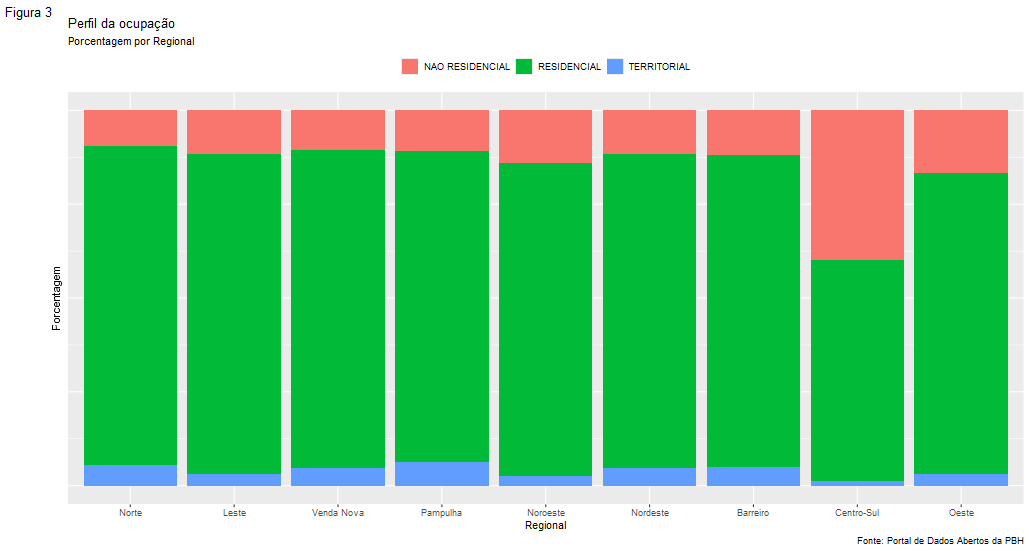 Figura 3
Perfil da ocupação
Porcentagem por Regional
NAO RESIDENCIAL RESIDENCIAL TERRITORIAL
Porcentagem
Norte Leste Venda Nova Pampulha Noroeste Nordeste Barreiro Centro-Sul Oeste
Regional
Fonte: Portal de Dados Abertos da PBH